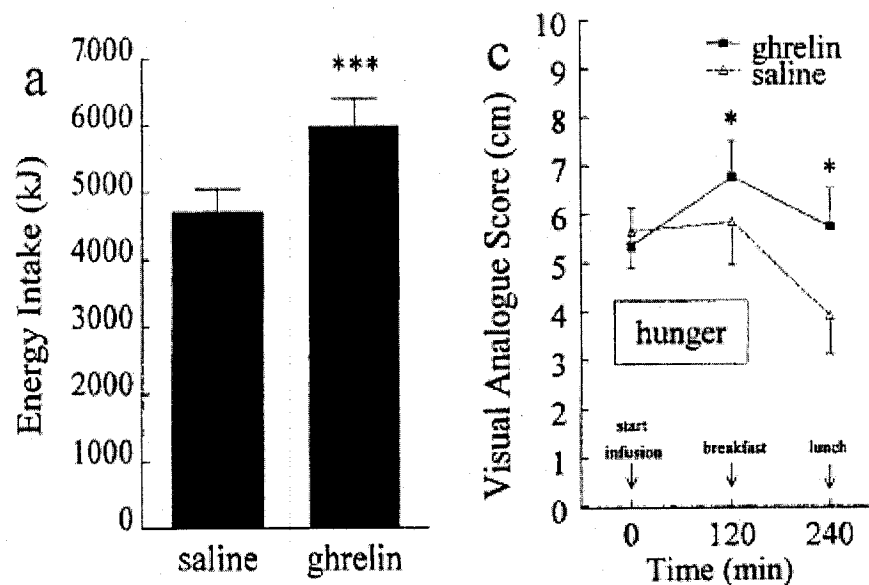 a
7000
6000
5000
4000
3000
2000
1000
0
Energy Intake (kJ)
***
saline
ghrelin
c
10
9
8
7
6
5
4
3
2
1
0
Visual Analogue Score (cm)
ghrelin
saline
*
*
hunger
start
infusion
breakfast
lunch
0
120
240
Time (min)